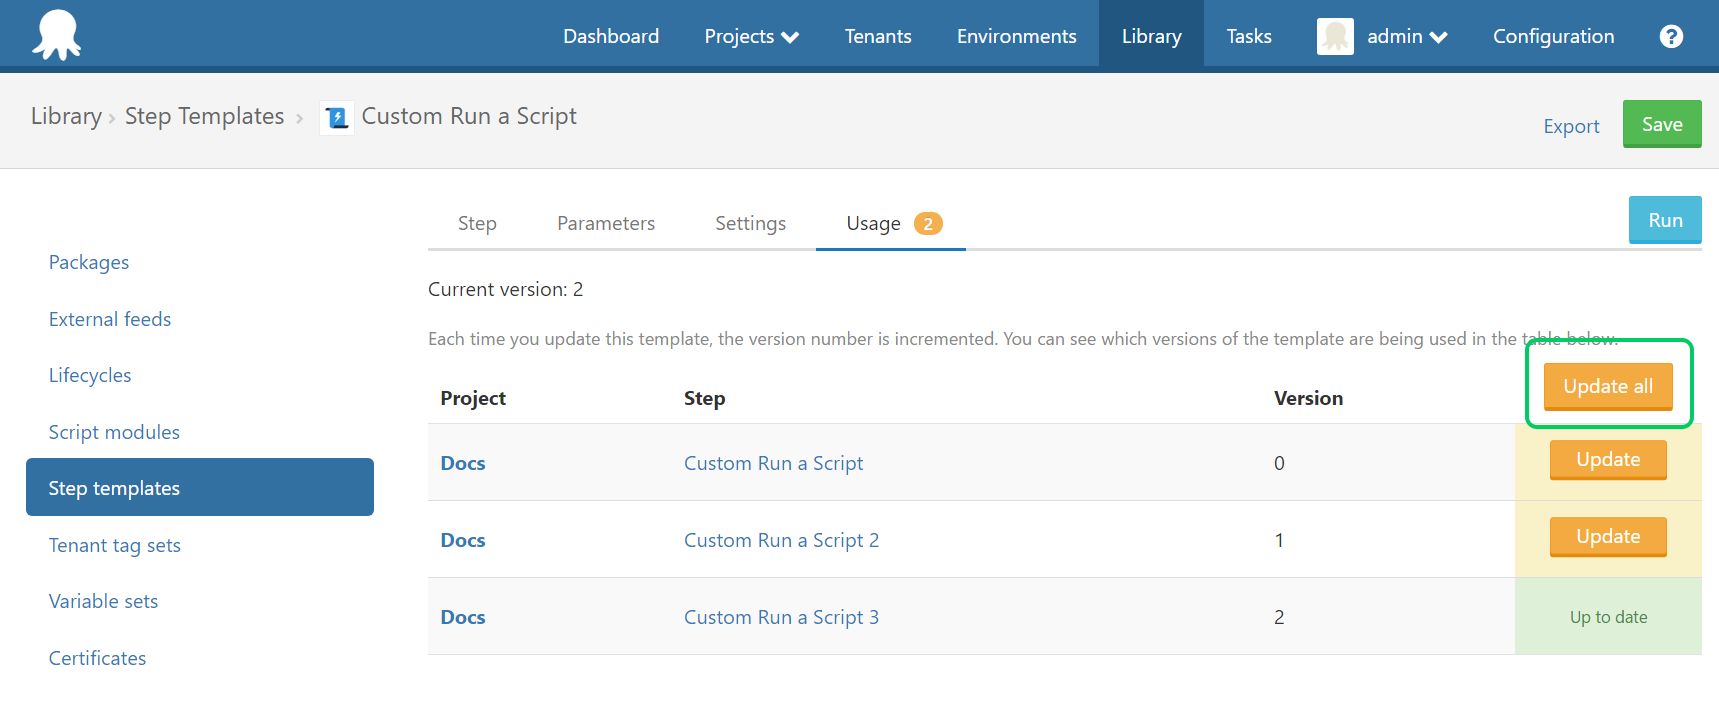 Dashboard Projects Tenants Environments Library Tasks admin Configuration ?
Library › Step Templates › Custom Run a Script
Export Save
Step Parameters Settings Usage 2 Run
Packages
External feeds
Lifecycles
Script modules
Step templates
Tenant tag sets
Variable sets
Certificates
Current version: 2
Each time you update this template, the version number is incremented. You can see which versions of the template are being used in the table below.
Project Step Version Update all
Docs Custom Run a Script 0 Update
Docs Custom Run a Script 2 1 Update
Docs Custom Run a Script 3 2 Up to date